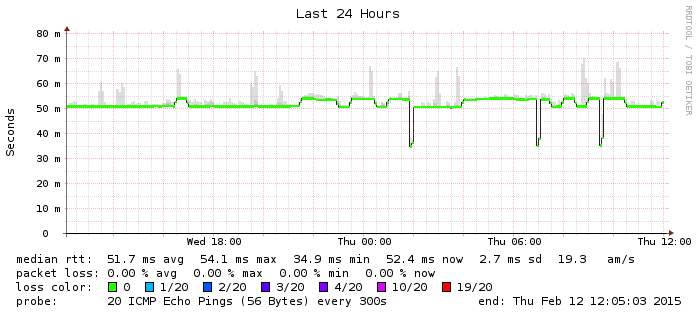 Last 24 Hours
RRDTOOL / TOBI OETIKER
Seconds
80 m
70 m
60 m
50 m
40 m
30 m
20 m
10 m
0
Wed 18:00 Thu 00:00 Thu 06:00 Thu 12:00
median rtt: 51.7 ms avg 54.1 ms max 34.9 ms min 52.4 ms now 2.7 ms sd 19.3 am/s
packet loss: 0.00 % avg 0.00 % max 0.00 % min 0.00 % now
loss color: 0 1/20 2/20 3/20 4/20 10/20 19/20
probe: 20 ICMP Echo Pings (56 Bytes) every 300s end: Thu Feb 12 12:05:03 2015